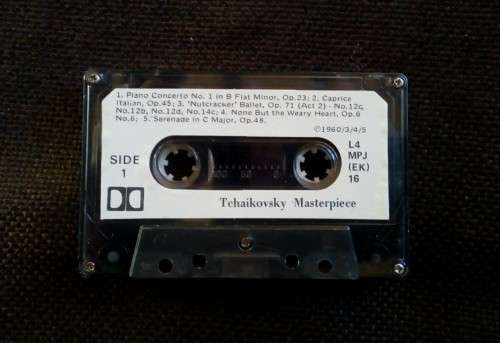 1. Piano Concerto No. 1 in B Flat Minor, Op.23; 2. Caprice
Italian, Op.45; 3. 'Nutcracker' Ballet, Op. 71 (Act 2) - No.12c,
No.12b, No.12d, No.14c; 4. None But the Weary Heart, Op.6
No.6; 5. Serenade in C Major, Op.48.
℗1960/3/4/5
SIDE
1
100 50 0
L4
MPJ
(EK)
16
Tchaikovsky Masterpiece